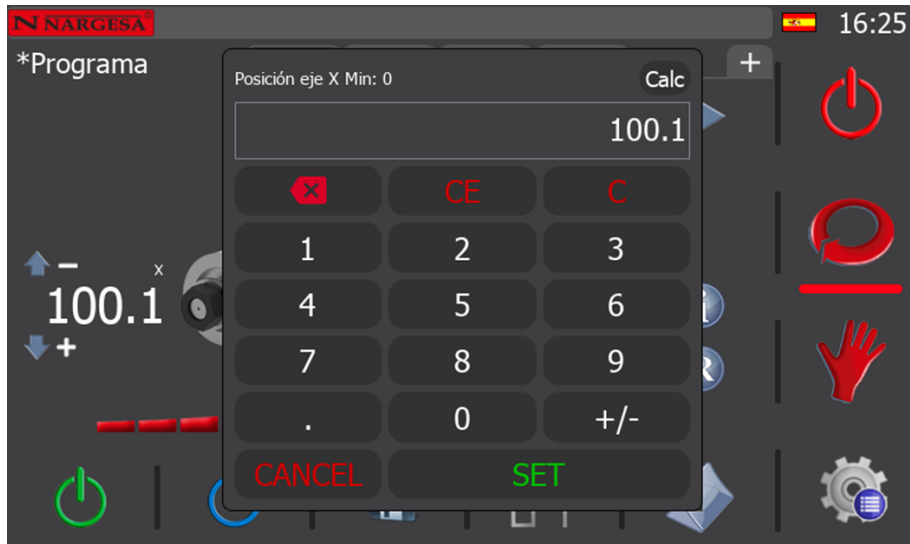 NARGESA®
16:25
*Programa
+
Posición eje X Min: 0
Calc
100.1
CE
C
1
2
3
x
100.1
4
5
6
7
8
9
.
0
+/-
CANCEL
SET